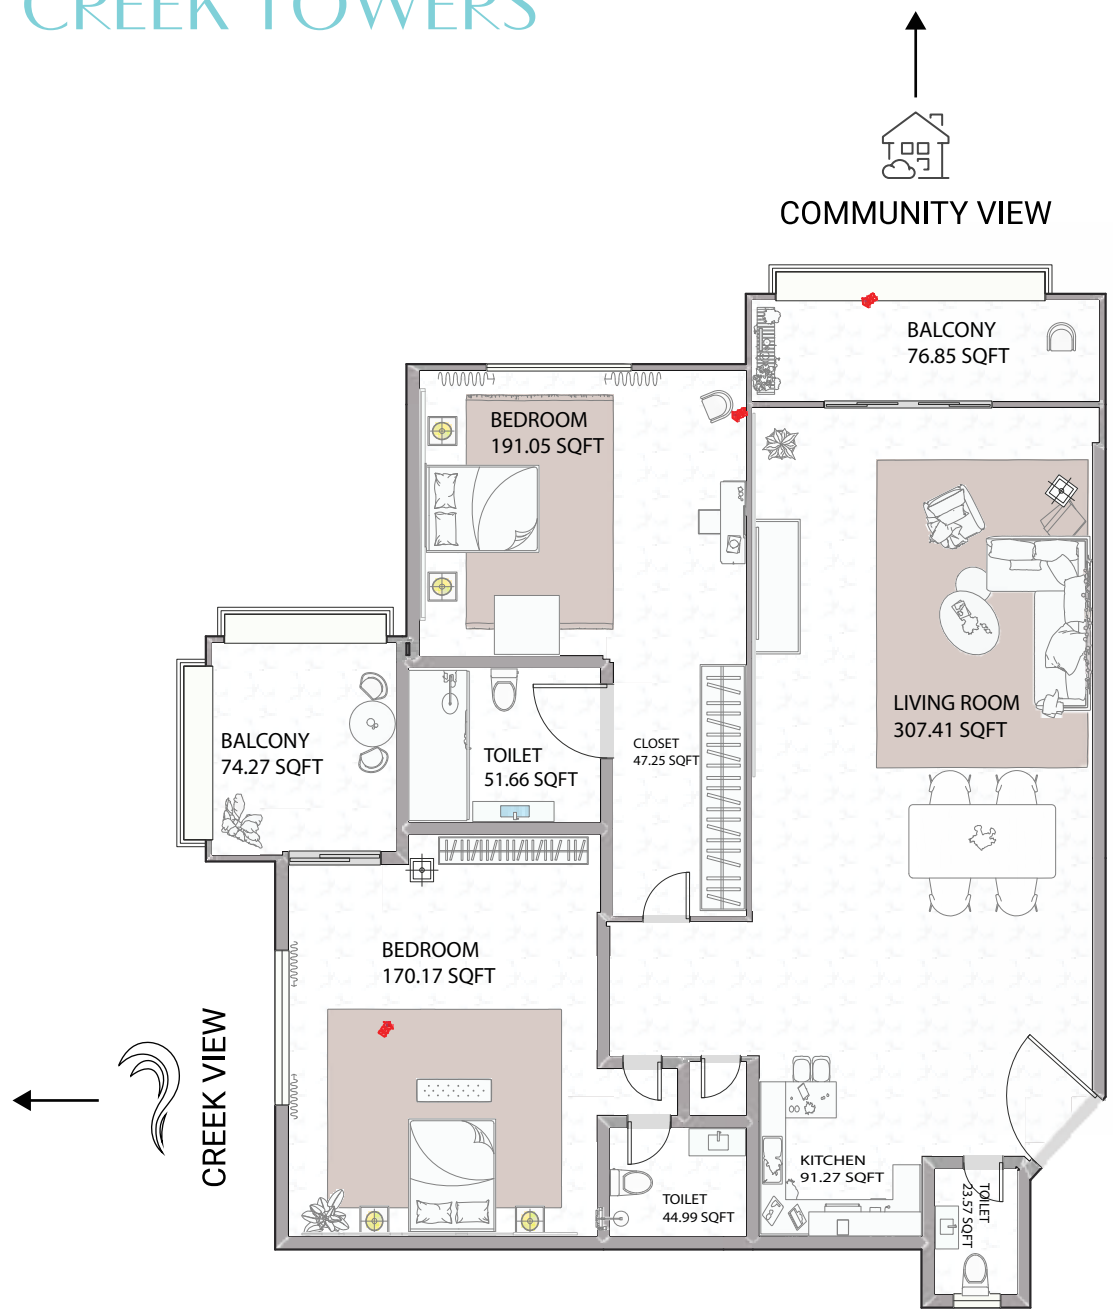 CREEK TOWERS
COMMUNITY VIEW
BALCONY
76.85 SQFT
BEDROOM
191.05 SQFT
LIVING ROOM
307.41 SQFT
BALCONY
74.27 SQFT
TOILET
51.66 SQFT
CLOSET
47.25 SQFT
BEDROOM
170.17 SQFT
CREEK VIEW
KITCHEN
91.27 SQFT
TOILET
44.99 SQFT
TOILET
23.57 SQFT